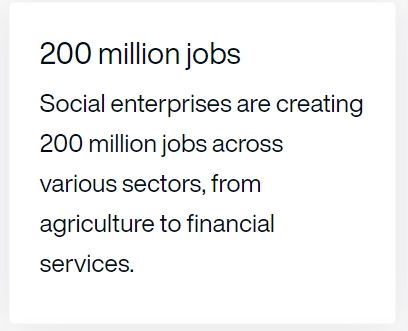 200 million jobs
Social enterprises are creating
200 million jobs across
various sectors, from
agriculture to financial
services.